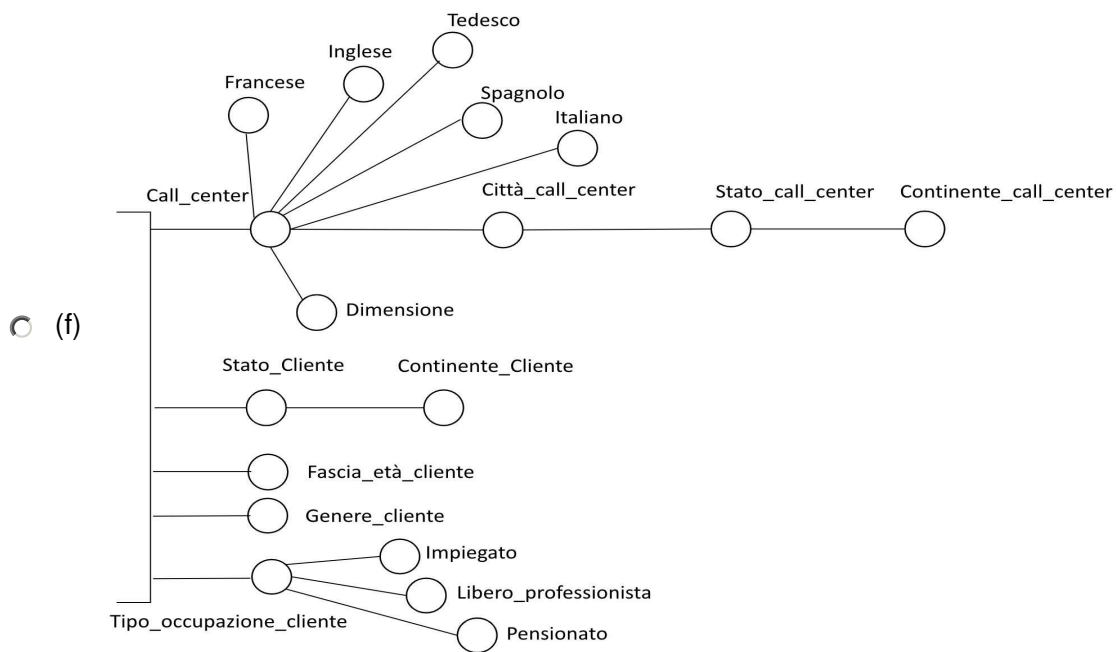 Tedesco
Inglese
Francese
Spagnolo
Italiano
Call_center
Città_call_center
Stato_call_center
Continente_call_center
Dimensione
(f)
Stato_Cliente
Continente_Cliente
Fascia_età_cliente
Genere_cliente
Impiegato
Libero_professionista
Tipo_occupazione_cliente
Pensionato